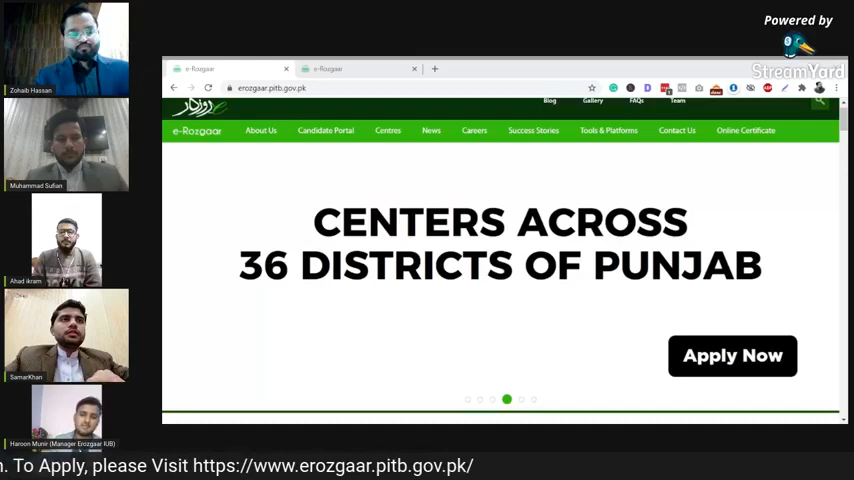 Powered by
StreamYard
Zohaib Hassan
Muhammad Sufian
Ahad ikram
SamarKhan
Haroon Munir (Manager Erozgaar IUB)
e-Rozgaar
e-Rozgaar
erozgaar.pitb.gov.pk
روزگار
Blog Gallery FAQs Team
e-Rozgaar About Us Candidate Portal Centres News Careers Success Stories Tools & Platforms Contact Us Online Certificate
CENTERS ACROSS
36 DISTRICTS OF PUNJAB
Apply Now
. To Apply, please Visit https://www.erozgaar.pitb.gov.pk/